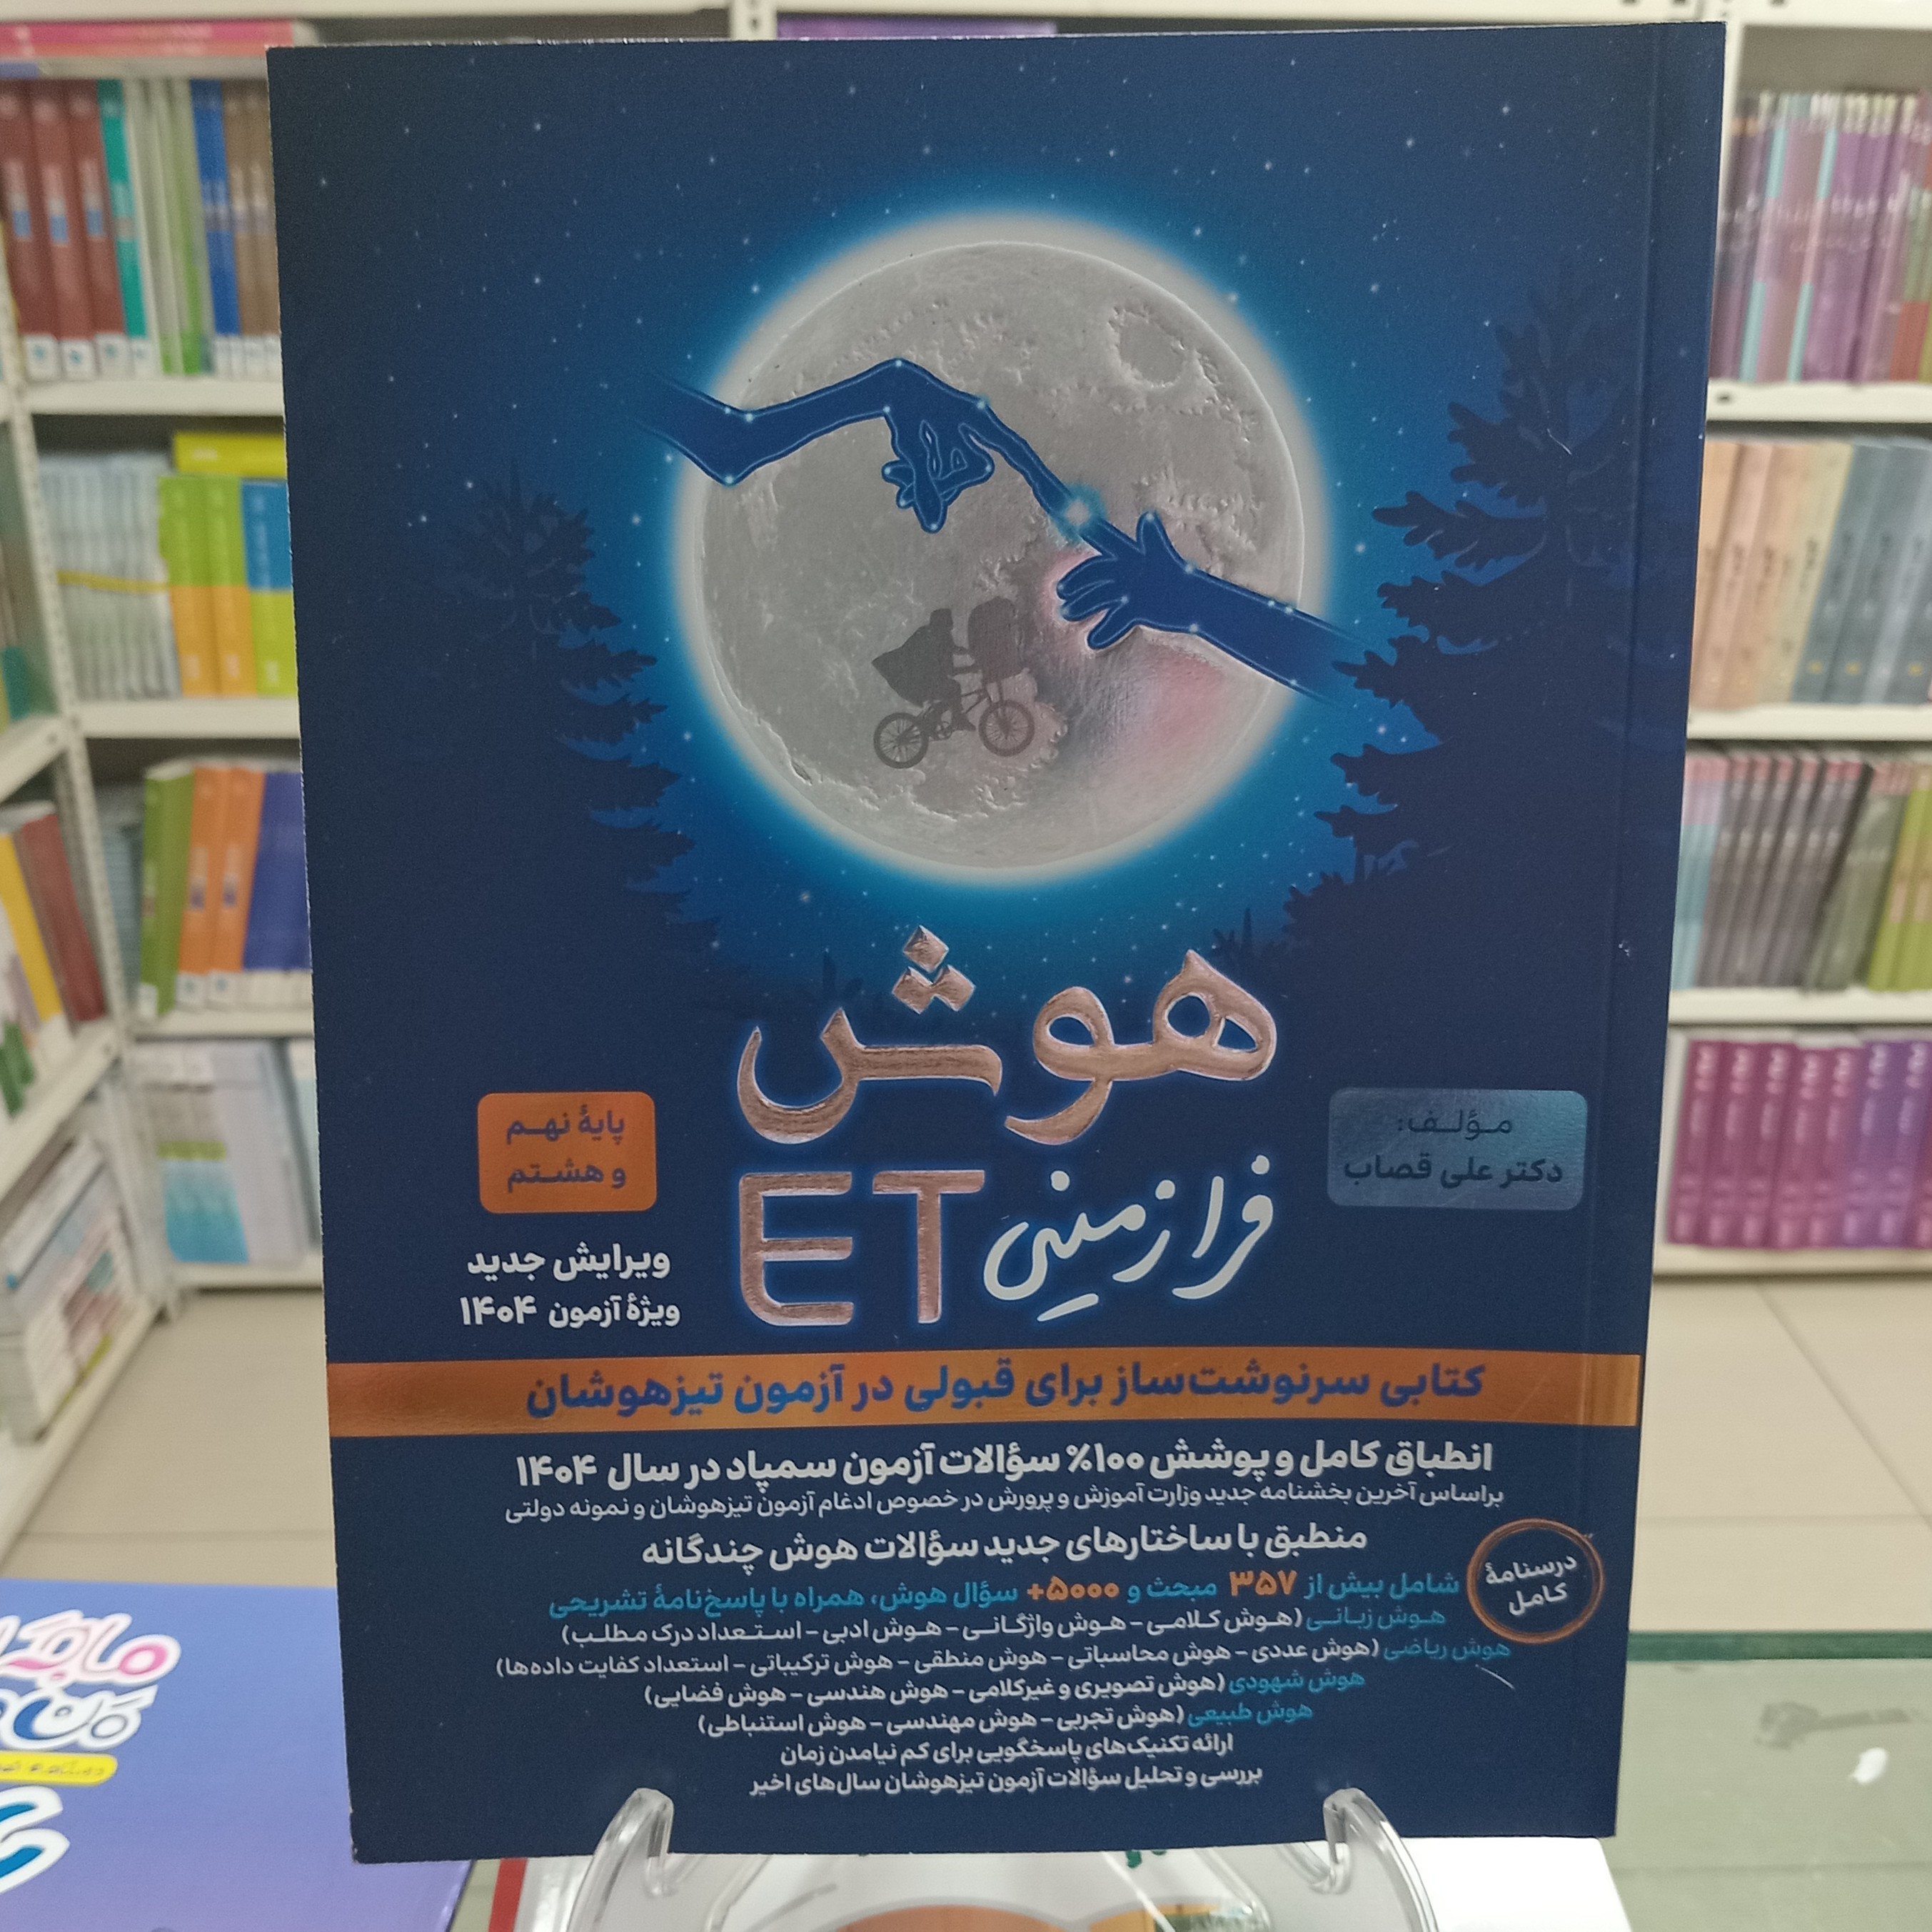 هوش
فرازمینی ET
مؤلف:
دکتر علی قصاب
پایهٔ نهم
و هشتم
ویرایش جدید
ویژهٔ آزمون ۱۴۰۴
کتابی سرنوشت‌ساز برای قبولی در آزمون تیزهوشان
انطباق کامل و پوشش ۱۰۰% سؤالات آزمون سمپاد در سال ۱۴۰۴
براساس آخرین بخشنامه جدید وزارت آموزش و پرورش در خصوص ادغام آزمون تیزهوشان و نمونه دولتی
منطبق با ساختارهای جدید سؤالات هوش چندگانه
درسنامهٔ
کامل
شامل بیش از ۳۵۷ مبحث و ۵۰۰۰+ سؤال هوش، همراه با پاسخ‌نامهٔ تشریحی
هوش زبانی (هوش کلامی - هوش واژگانی - هوش ادبی - استعداد درک مطلب)
هوش ریاضی (هوش عددی - هوش محاسباتی - هوش منطقی - هوش ترکیباتی - استعداد کفایت داده‌ها)
هوش شهودی (هوش تصویری و غیرکلامی - هوش هندسی - هوش فضایی)
هوش طبیعی (هوش تجربی - هوش مهندسی - هوش استنباطی)
ارائه تکنیک‌های پاسخگویی برای کم نیامدن زمان
بررسی و تحلیل سؤالات آزمون تیزهوشان سال‌های اخیر